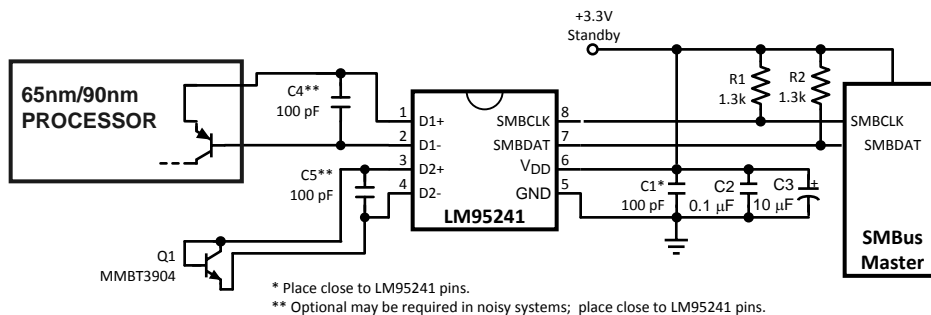 +3.3V
Standby
65nm/90nm
PROCESSOR
C4**
100 pF
1
D1+
2
D1-
3
D2+
4
D2-
SMBCLK
8
SMBDAT
7
VDD
6
GND
5
LM95241
C5**
100 pF
R1
1.3k
R2
1.3k
SMBCLK
SMBDAT
C1*
100 pF
C2
0.1 μF
C3
+
10 μF
SMBus
Master
Q1
MMBT3904
* Place close to LM95241 pins.
** Optional may be required in noisy systems; place close to LM95241 pins.